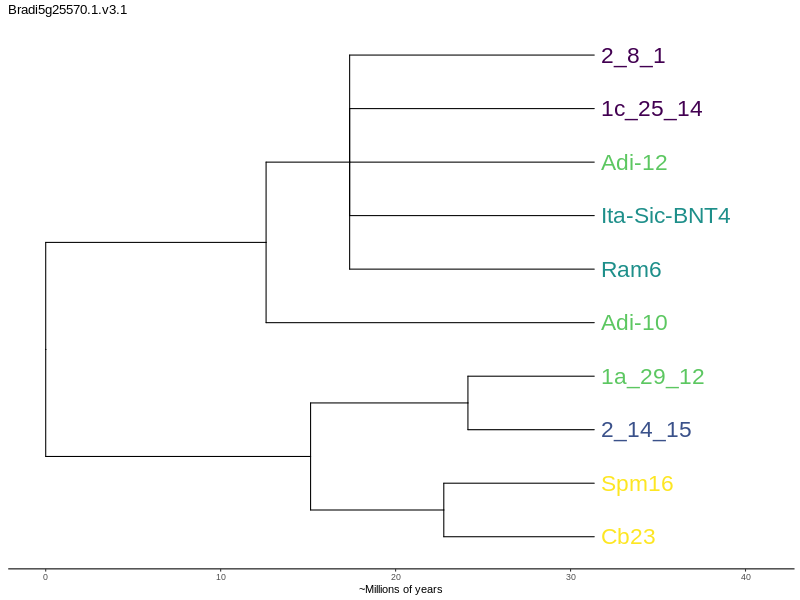 Bradi5g25570.1.v3.1
2_8_1
1c_25_14
Adi-12
Ita-Sic-BNT4
Ram6
Adi-10
1a_29_12
2_14_15
Spm16
Cb23
0 10 20 30 40
~Millions of years